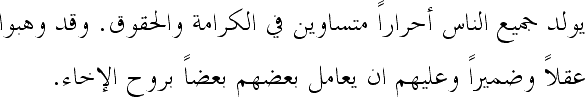 يولد جميع الناس أحراراً متساوين في الكرامة والحقوق. وقد وهبوا
عقلاً وضميراً وعليهم ان يعامل بعضهم بعضاً بروح الإخاء.